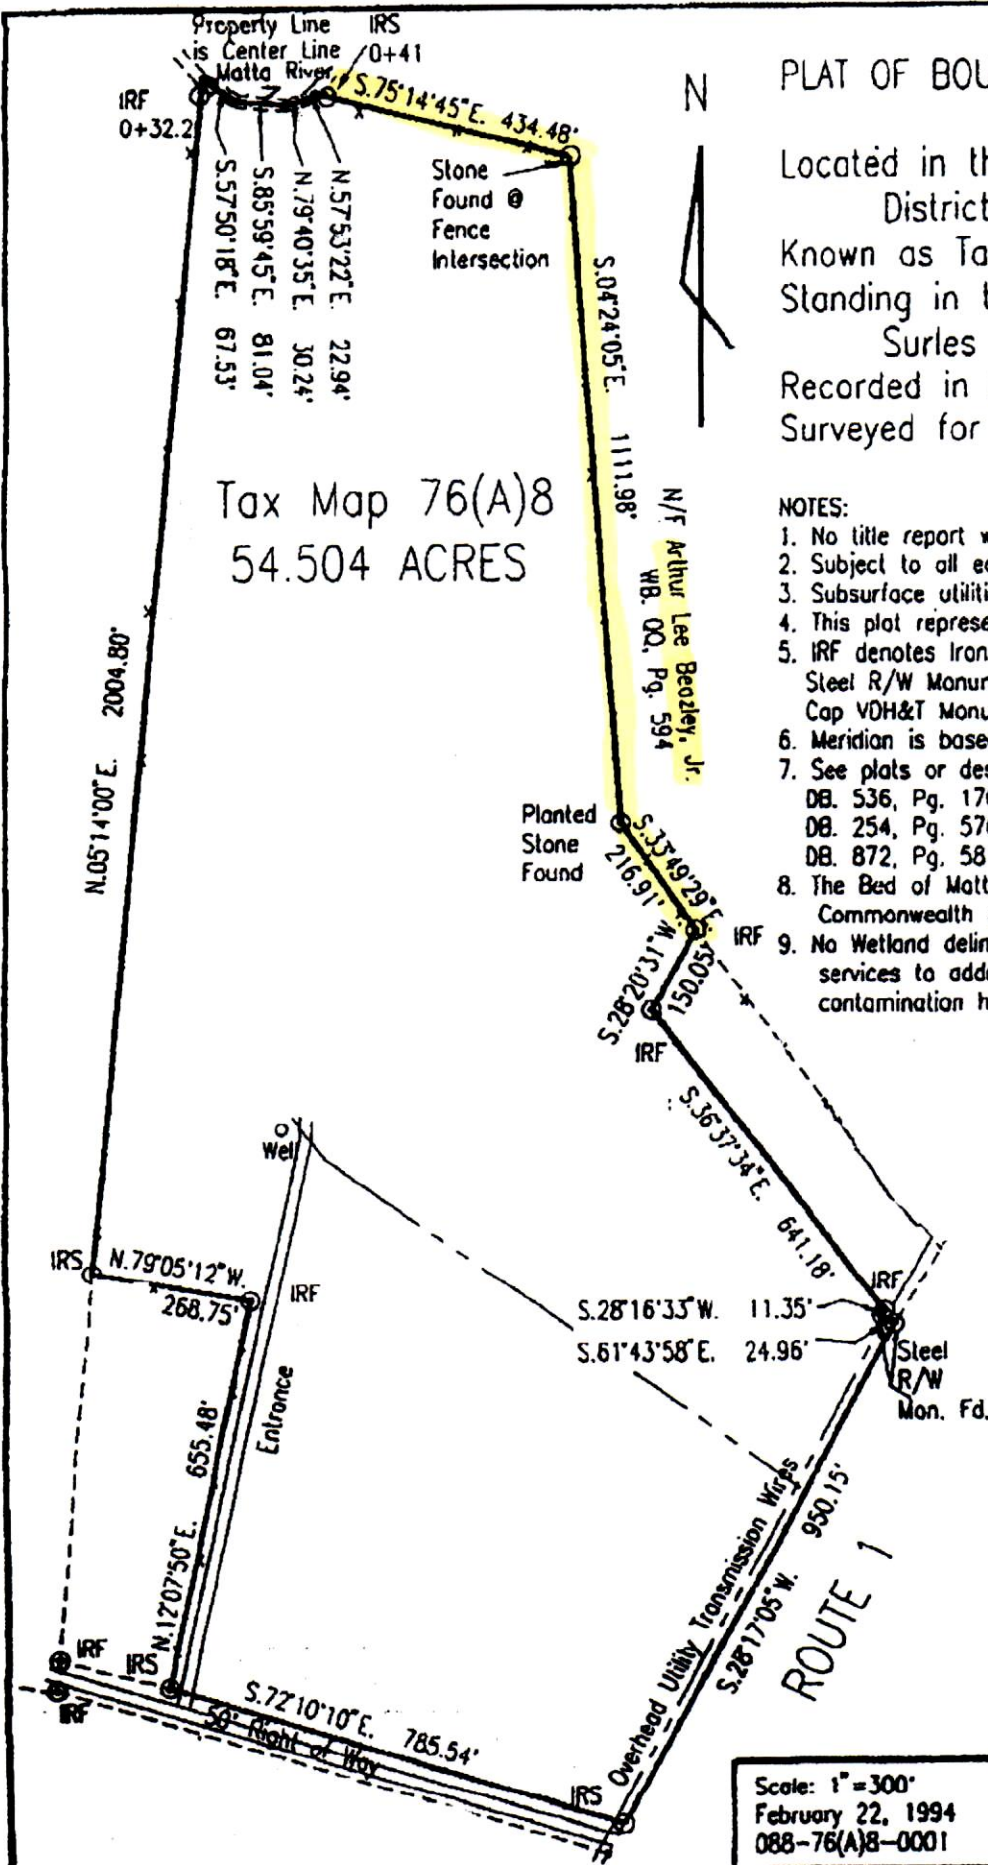 Property Line
is Center Line
Matta River
IRS
0+41
IRF
0+32.2
S.75°14'45"E. 434.48'
N
Stone
Found @
Fence
Intersection
S.57°50'18"E. 67.53'
S.85°59'45"E. 81.04'
N.79°40'35"E. 30.24'
N.57°53'22"E. 22.94'
S.04°24'05"E. 1111.98'
Tax Map 76(A)8
54.504 ACRES
N/F Arthur Lee Beazley, Jr.
WB. QQ, Pg. 594
N.05°14'00"E. 2004.80'
Planted
Stone
Found
S.33°49'29"E.
216.91'
IRF
S.28°20'31"W.
150.05'
IRF
S.36°37'34"E. 641.18'
Well
IRS
N.79°05'12"W.
268.75'
IRF
IRF
S.28°16'33"W. 11.35'
S.61°43'58"E. 24.96'
Steel
R/W
Mon. Fd.
Entrance
N.12°07'50"E. 655.48'
Overhead Utility Transmission Wires
950.15'
S.28°17'05"W.
ROUTE 1
IRF
IRS
IRF
S.72°10'10"E. 785.54'
50' Right of Way
IRS
PLAT OF BOU
Located in th
District
Known as Ta
Standing in t
Surles
Recorded in
Surveyed for
NOTES:
1. No title report w
2. Subject to all ea
3. Subsurface utiliti
4. This plat represe
5. IRF denotes Iron
Steel R/W Monum
Cap VDH&T Monu
6. Meridian is base
7. See plats or des
DB. 536, Pg. 170
DB. 254, Pg. 576
DB. 872, Pg. 58
8. The Bed of Matt
Commonwealth
9. No Wetland delin
services to adde
contamination h
Scale: 1"=300'
February 22, 1994
088-76(A)8-0001